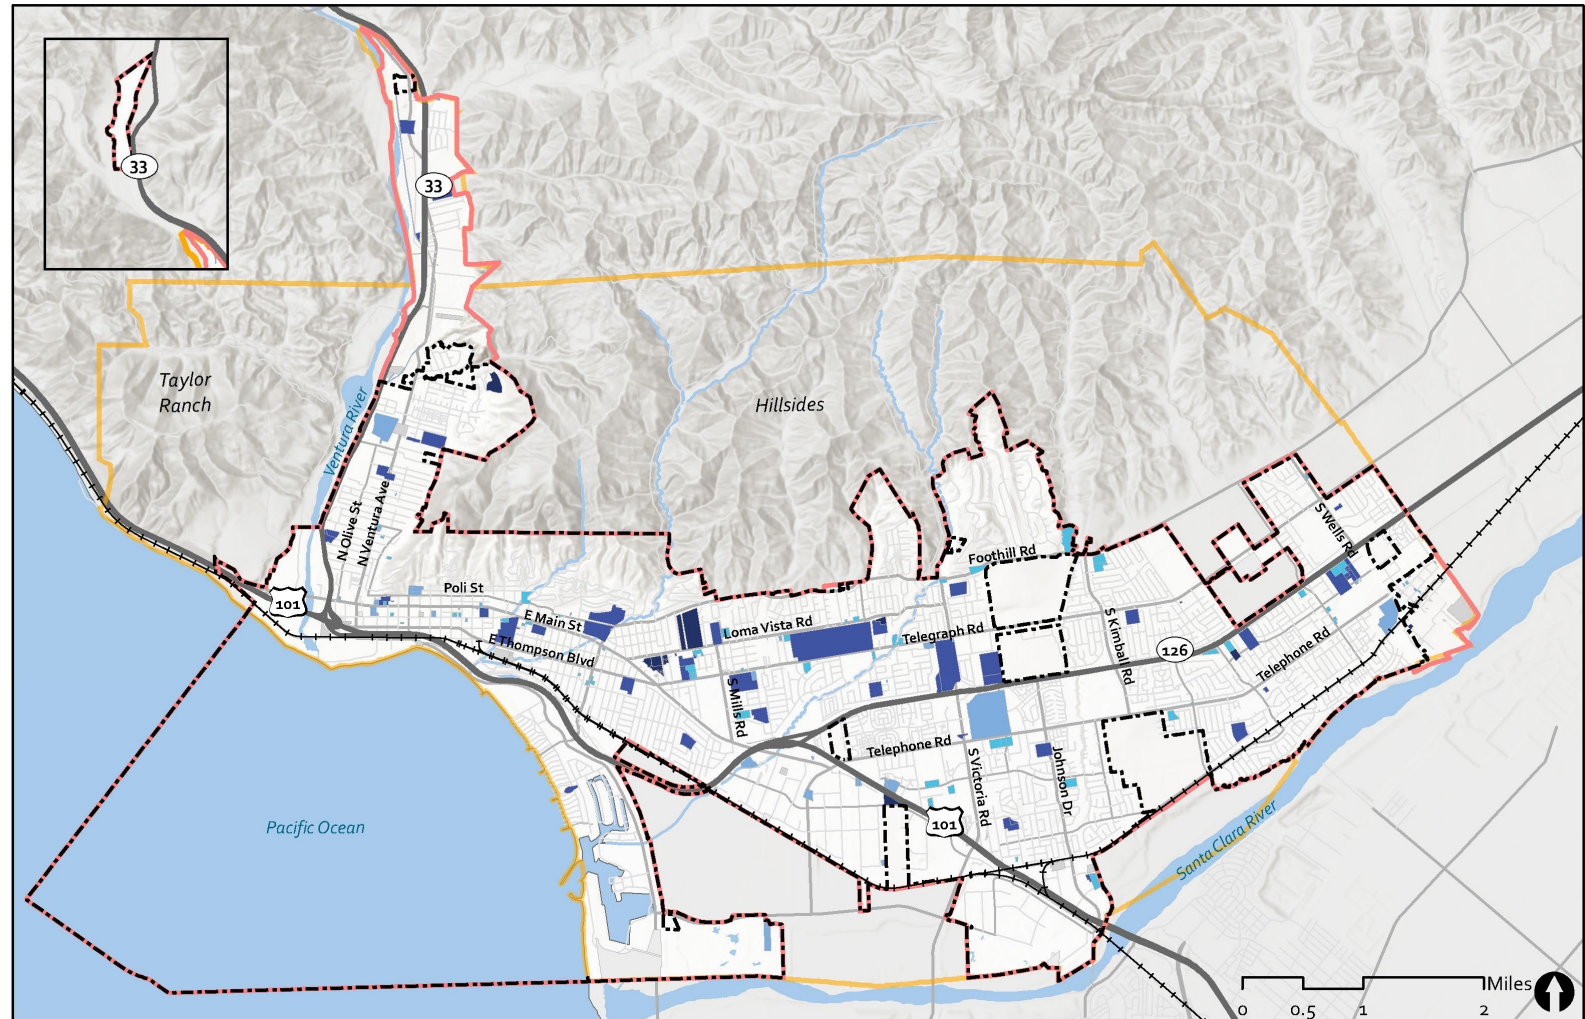 33
33
Taylor
Ranch
Hillsides
Ventura River
N Olive St
N Ventura Ave
S Wells Rd
Foothill Rd
Poli St
101
E Main St
Loma Vista Rd
Telegraph Rd
S Kimball Rd
126
E Thompson Blvd
Telephone Rd
S Mills Rd
Telephone Rd
S Victoria Rd
Johnson Dr
101
Pacific Ocean
Santa Clara River
Miles
0 0.5 1 2